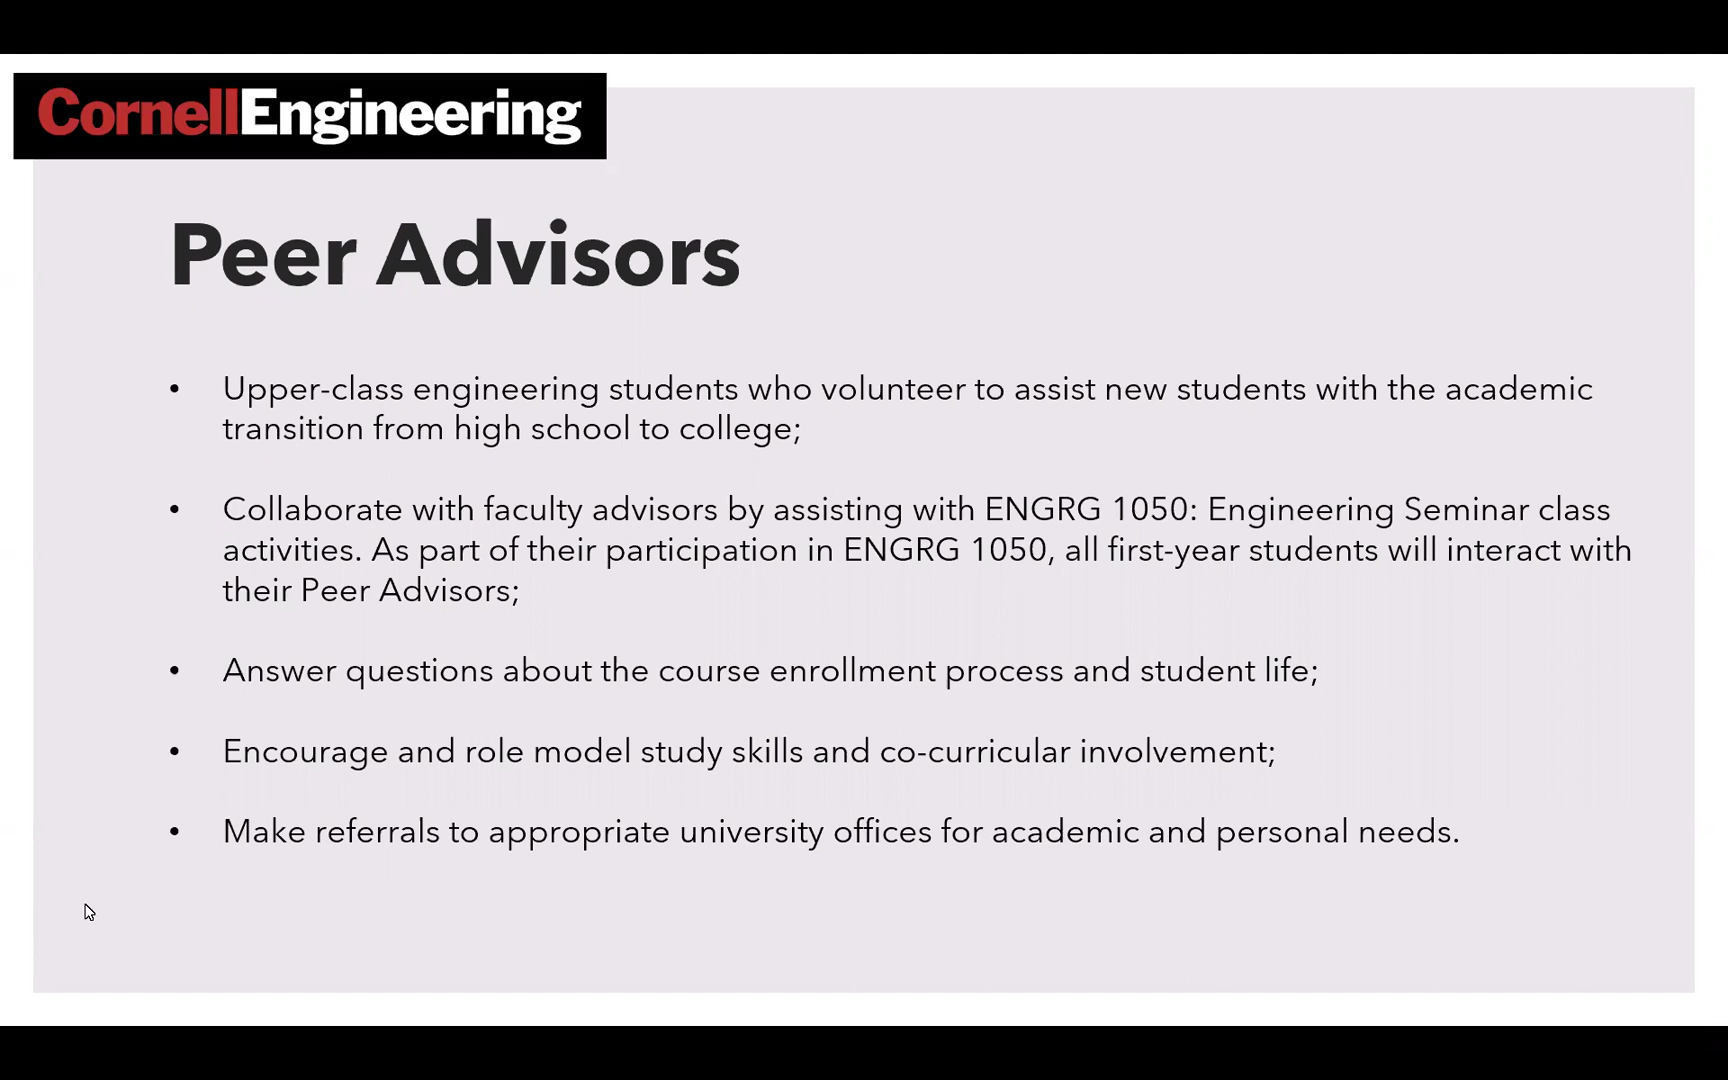 CornellEngineering
Peer Advisors
• Upper-class engineering students who volunteer to assist new students with the academic
transition from high school to college;
• Collaborate with faculty advisors by assisting with ENGRG 1050: Engineering Seminar class
activities. As part of their participation in ENGRG 1050, all first-year students will interact with
their Peer Advisors;
• Answer questions about the course enrollment process and student life;
• Encourage and role model study skills and co-curricular involvement;
• Make referrals to appropriate university offices for academic and personal needs.